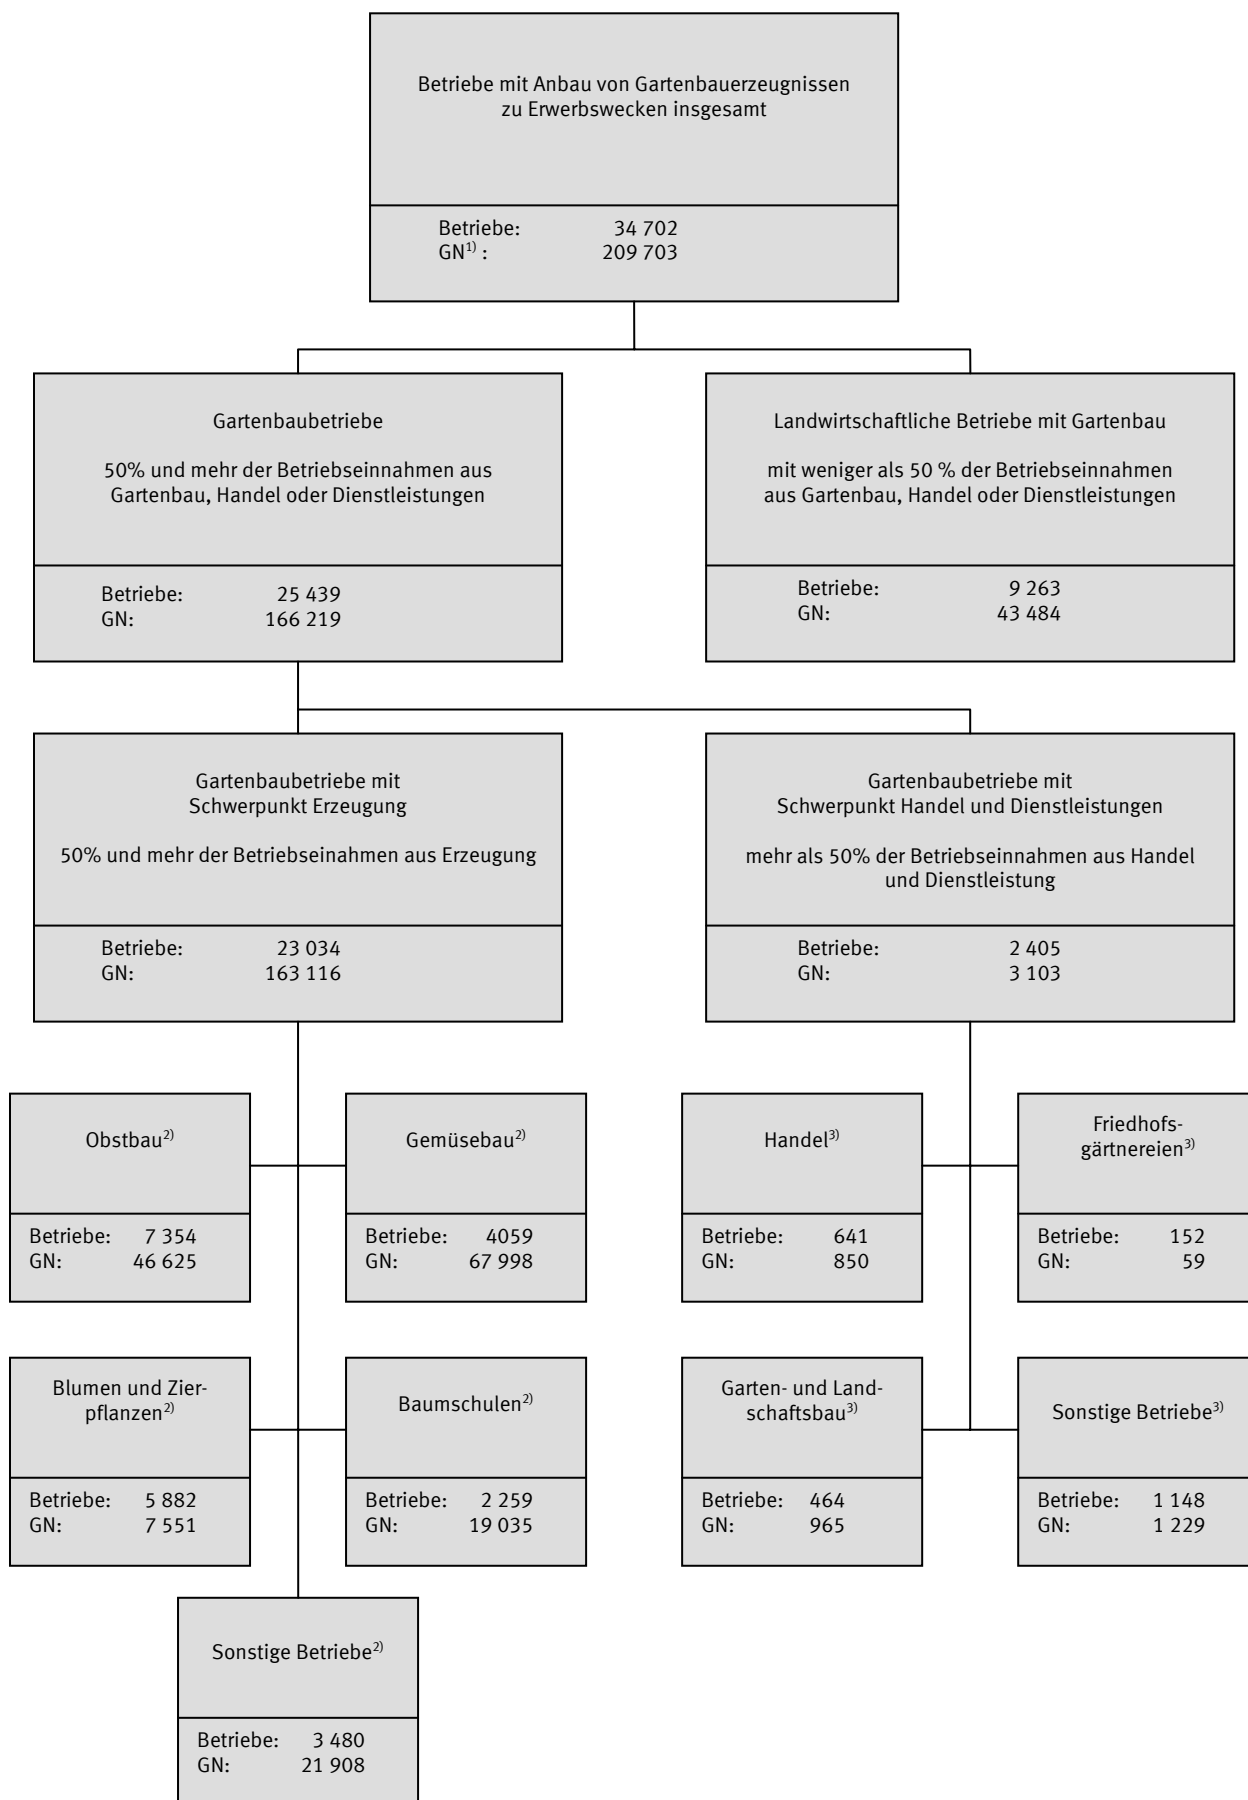 Betriebe mit Anbau von Gartenbauerzeugnissen
zu Erwerbswecken insgesamt
Betriebe: 34 702
GN1) : 209 703
Gartenbaubetriebe
50% und mehr der Betriebseinnahmen aus
Gartenbau, Handel oder Dienstleistungen
Betriebe: 25 439
GN: 166 219
Landwirtschaftliche Betriebe mit Gartenbau
mit weniger als 50 % der Betriebseinnahmen
aus Gartenbau, Handel oder Dienstleistungen
Betriebe: 9 263
GN: 43 484
Gartenbaubetriebe mit
Schwerpunkt Erzeugung
50% und mehr der Betriebseinahmen aus Erzeugung
Betriebe: 23 034
GN: 163 116
Gartenbaubetriebe mit
Schwerpunkt Handel und Dienstleistungen
mehr als 50% der Betriebseinnahmen aus Handel
und Dienstleistung
Betriebe: 2 405
GN: 3 103
Obstbau2)
Betriebe: 7 354
GN: 46 625
Gemüsebau2)
Betriebe: 4059
GN: 67 998
Handel3)
Betriebe: 641
GN: 850
Friedhofs-
gärtnereien3)
Betriebe: 152
GN: 59
Blumen und Zier-
pflanzen2)
Betriebe: 5 882
GN: 7 551
Baumschulen2)
Betriebe: 2 259
GN: 19 035
Garten- und Land-
schaftsbau3)
Betriebe: 464
GN: 965
Sonstige Betriebe3)
Betriebe: 1 148
GN: 1 229
Sonstige Betriebe2)
Betriebe: 3 480
GN: 21 908